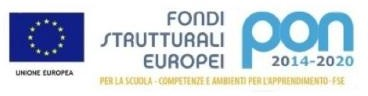 FONDI
STRUTTURALI
EUROPEI
pon
2014-2020
UNIONE EUROPEA
PER LA SCUOLA - COMPETENZE E AMBIENTI PER L'APPRENDIMENTO-FSE